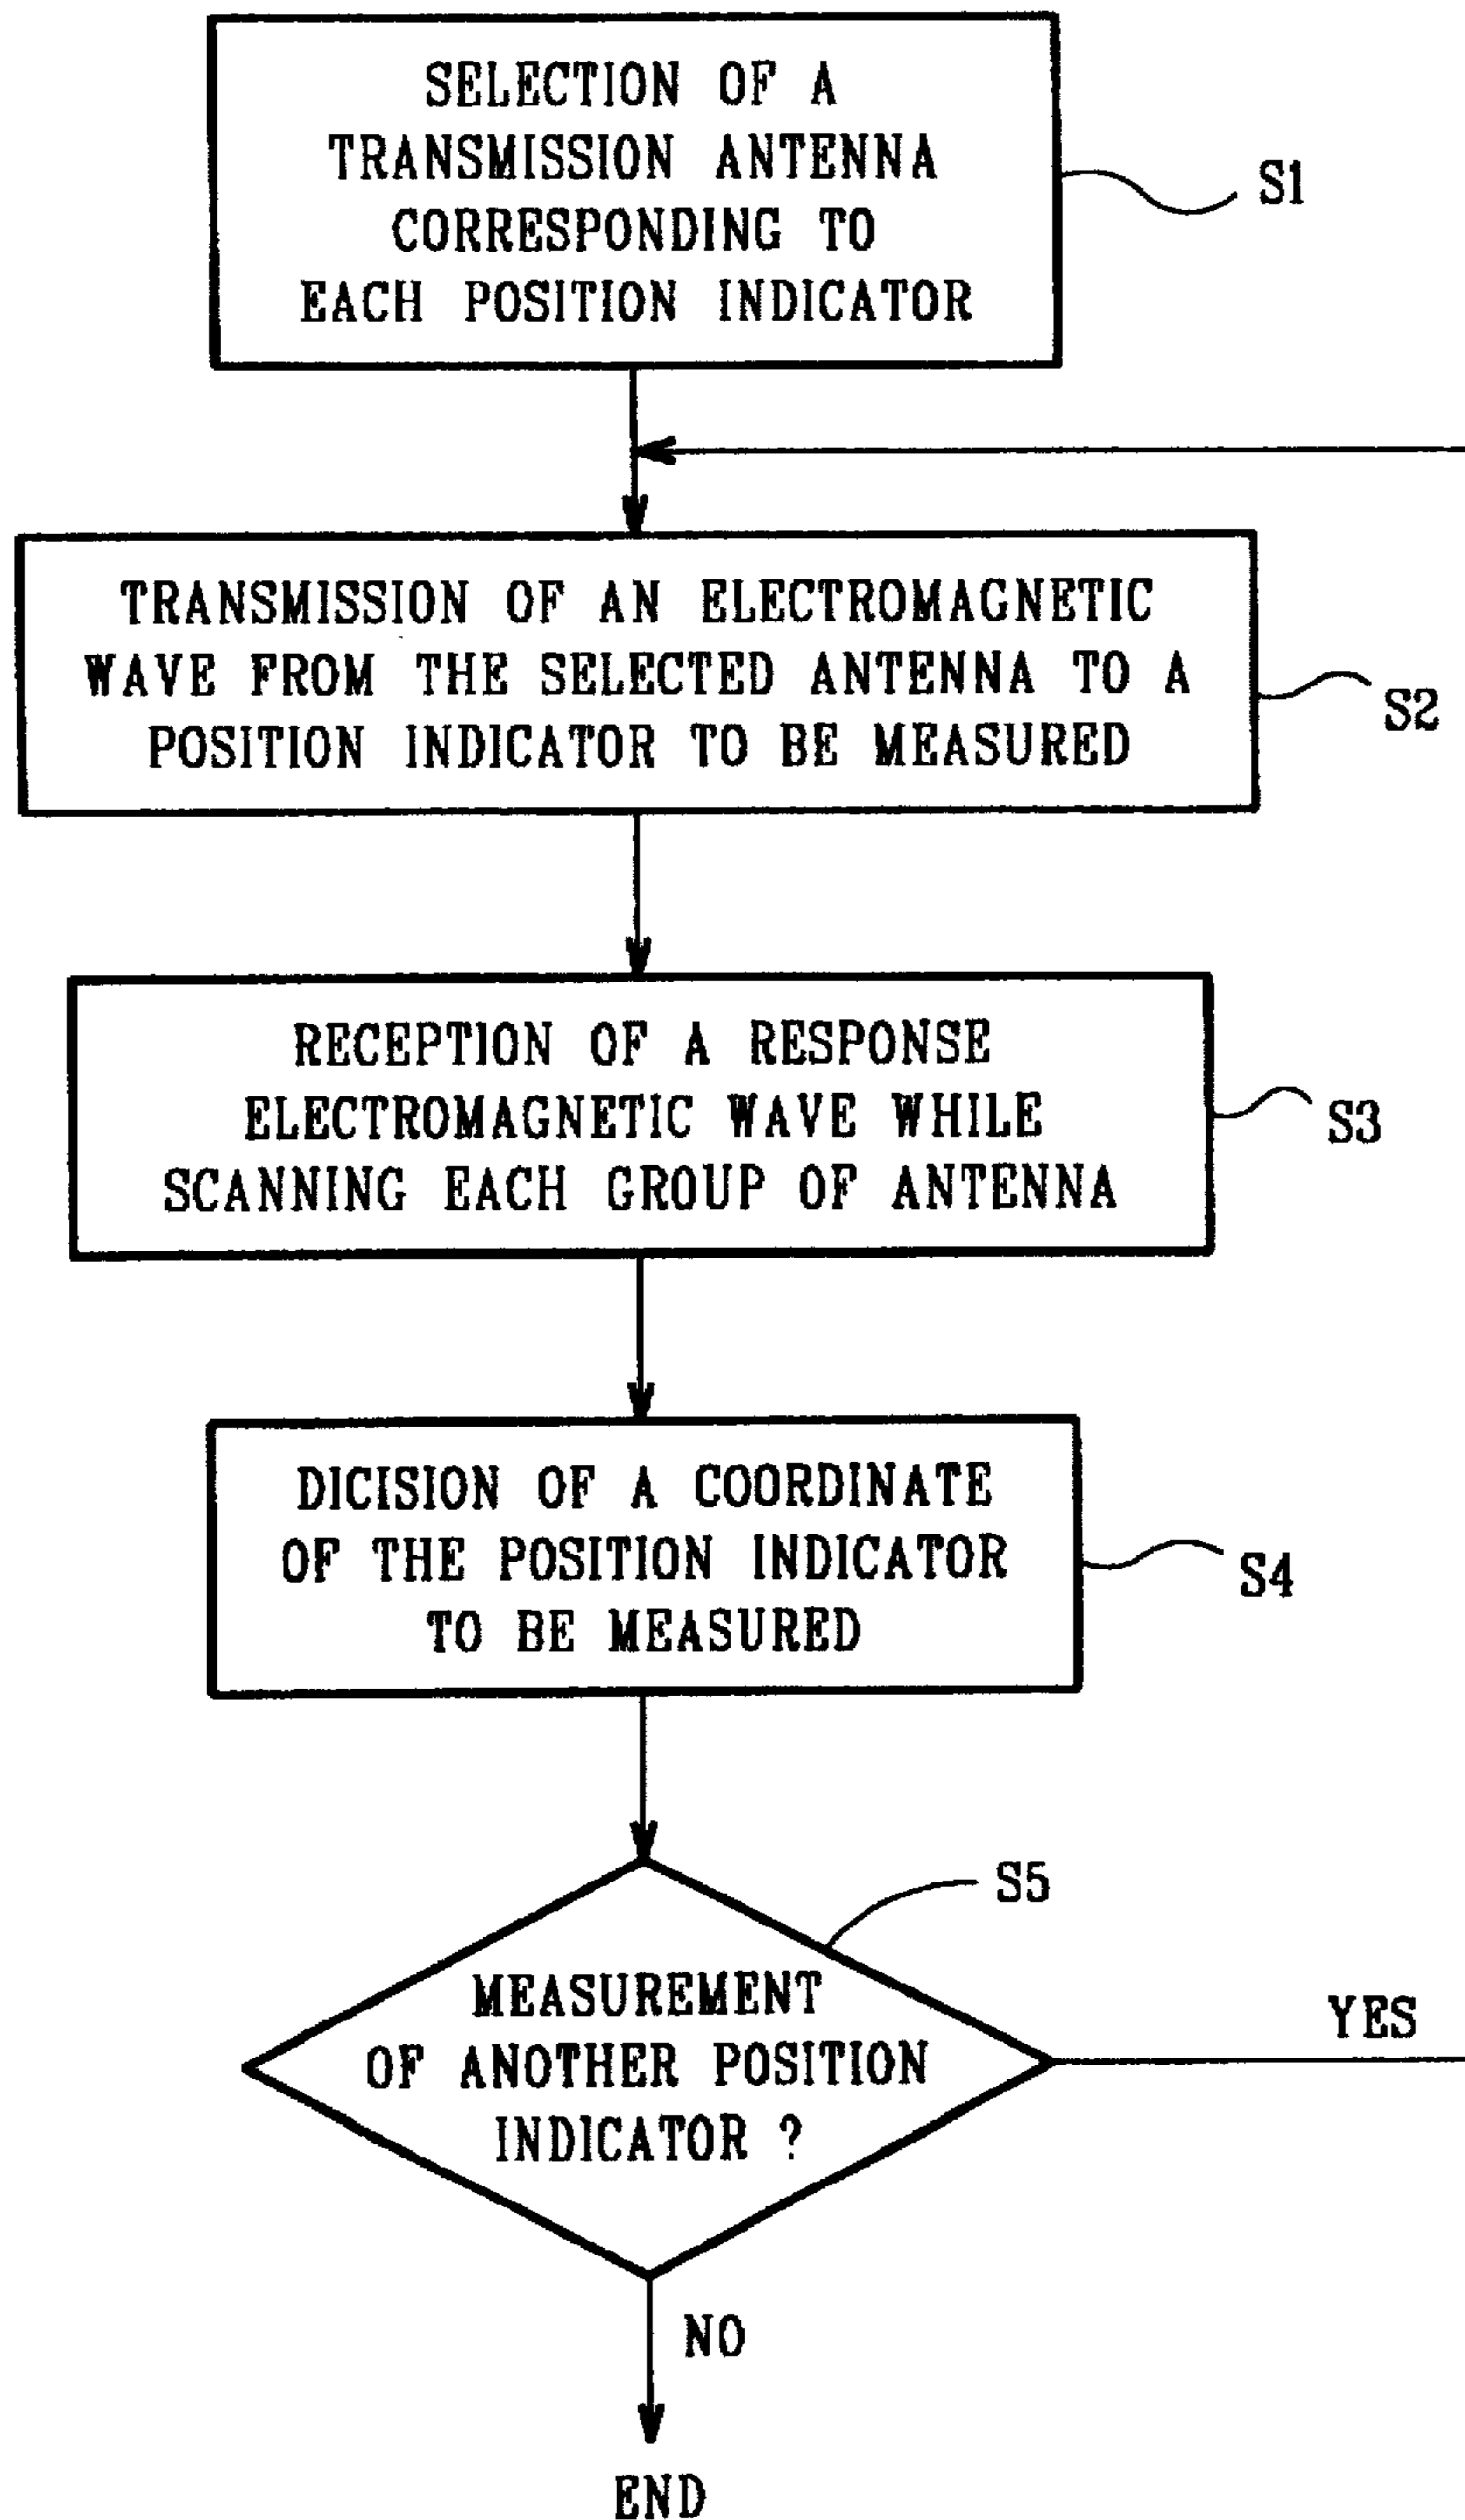 SELECTION OF A
TRANSMISSION ANTENNA
CORRESPONDING TO
EACH POSITION INDICATOR
S1
TRANSMISSION OF AN ELECTROMAGNETIC
WAVE FROM THE SELECTED ANTENNA TO A
POSITION INDICATOR TO BE MEASURED
S2
RECEPTION OF A RESPONSE
ELECTROMAGNETIC WAVE WHILE
SCANNING EACH GROUP OF ANTENNA
S3
DICISION OF A COORDINATE
OF THE POSITION INDICATOR
TO BE MEASURED
S4
S5
MEASUREMENT
OF ANOTHER POSITION
INDICATOR ?
YES
NO
END